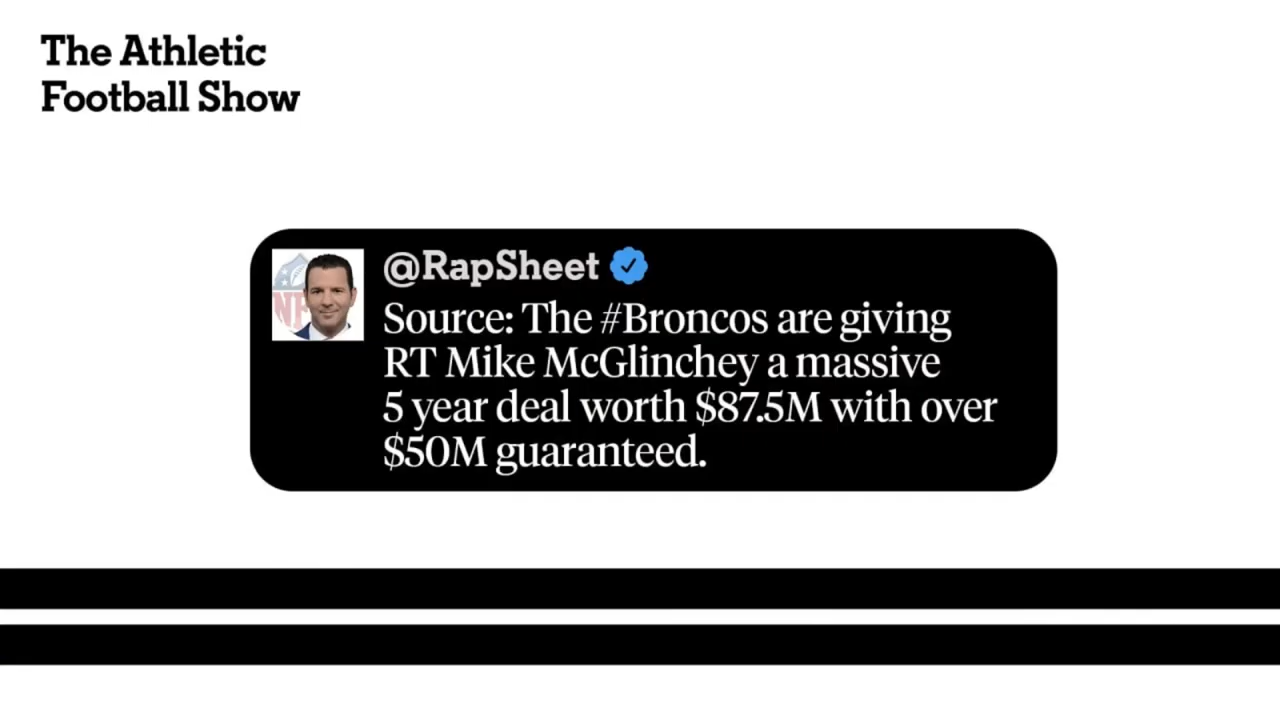 The Athletic
Football Show
@RapSheet
Source: The #Broncos are giving
RT Mike McGlinchey a massive
5 year deal worth $87.5M with over
$50M guaranteed.